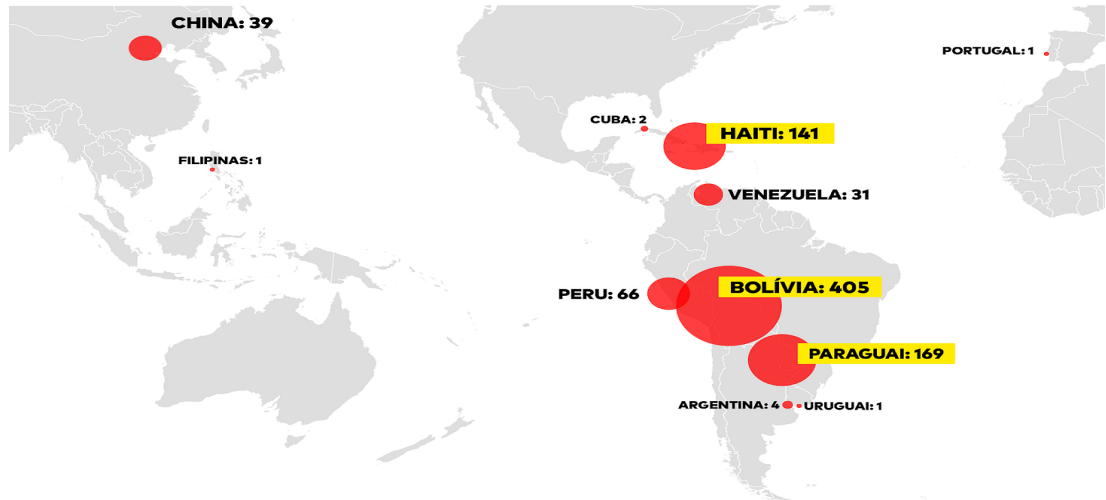 CHINA: 39
PORTUGAL: 1
CUBA: 2
HAITI: 141
FILIPINAS: 1
VENEZUELA: 31
BOLÍVIA: 405
PERU: 66
PARAGUAI: 169
ARGENTINA: 4
URUGUAI: 1